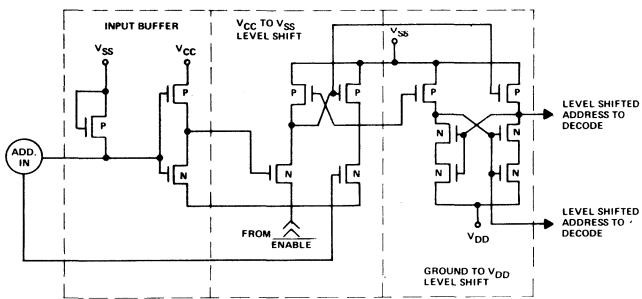 INPUT BUFFER
VSS
VCC
P
P
ADD.
IN
N
VCC TO VSS
LEVEL SHIFT
VSS
P
P
P
P
N
N
N
N
N
N
FROM ENABLE
VDD
GROUND TO VDD
LEVEL SHIFT
LEVEL SHIFTED
ADDRESS TO
DECODE
LEVEL SHIFTED
ADDRESS TO
DECODE